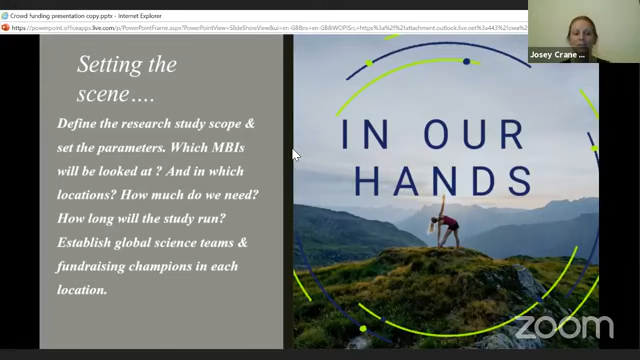 Crowd funding presentation copy.pptx - Internet Explorer
Setting the
scene….
Define the research study scope &
set the parameters. Which MBIs
will be looked at ? And in which
locations? How much do we need?
How long will the study run?
Establish global science teams &
fundraising champions in each
location.
IN OUR
HANDS
Josey Crane ...
zoom